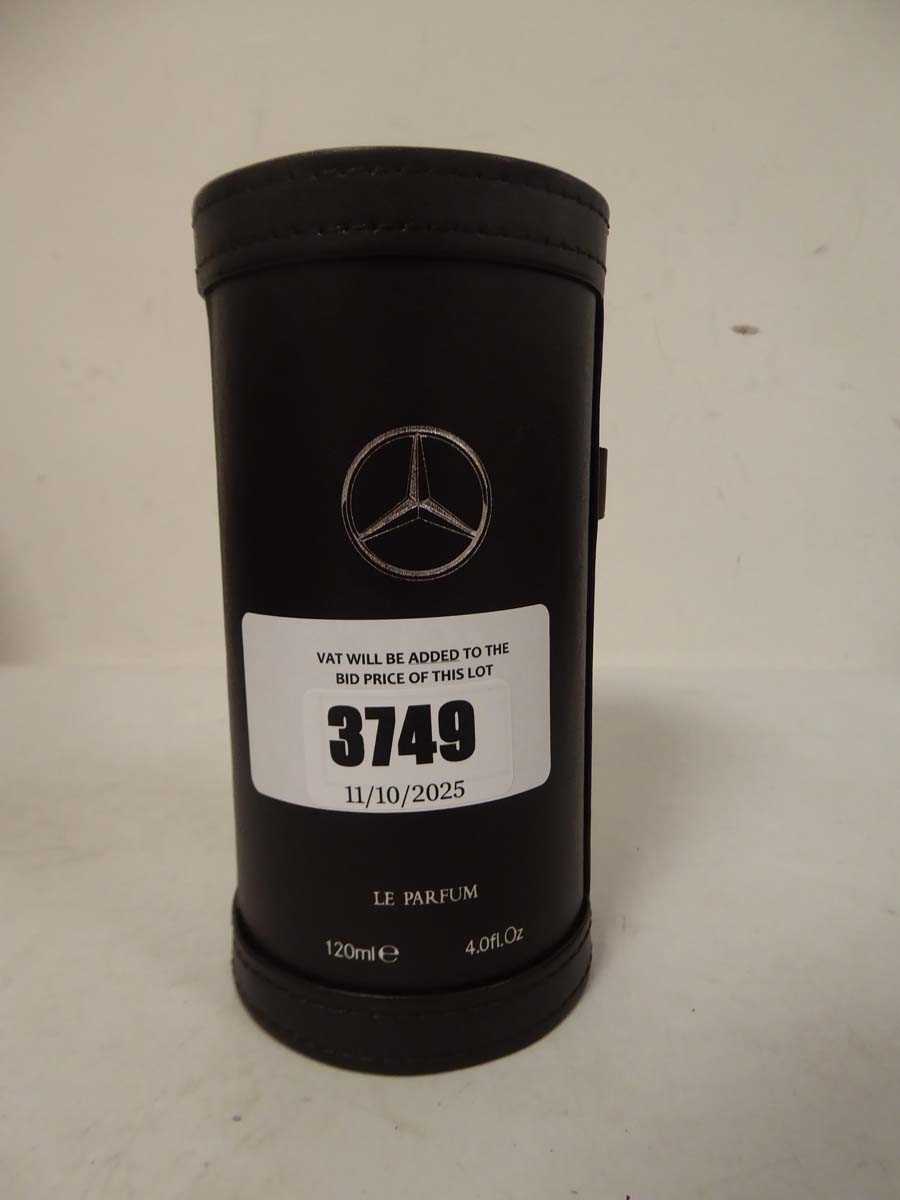 VAT WILL BE ADDED TO THE
BID PRICE OF THIS LOT
3749
11/10/2025
LE PARFUM
120ml℮ 4.0fl.Oz